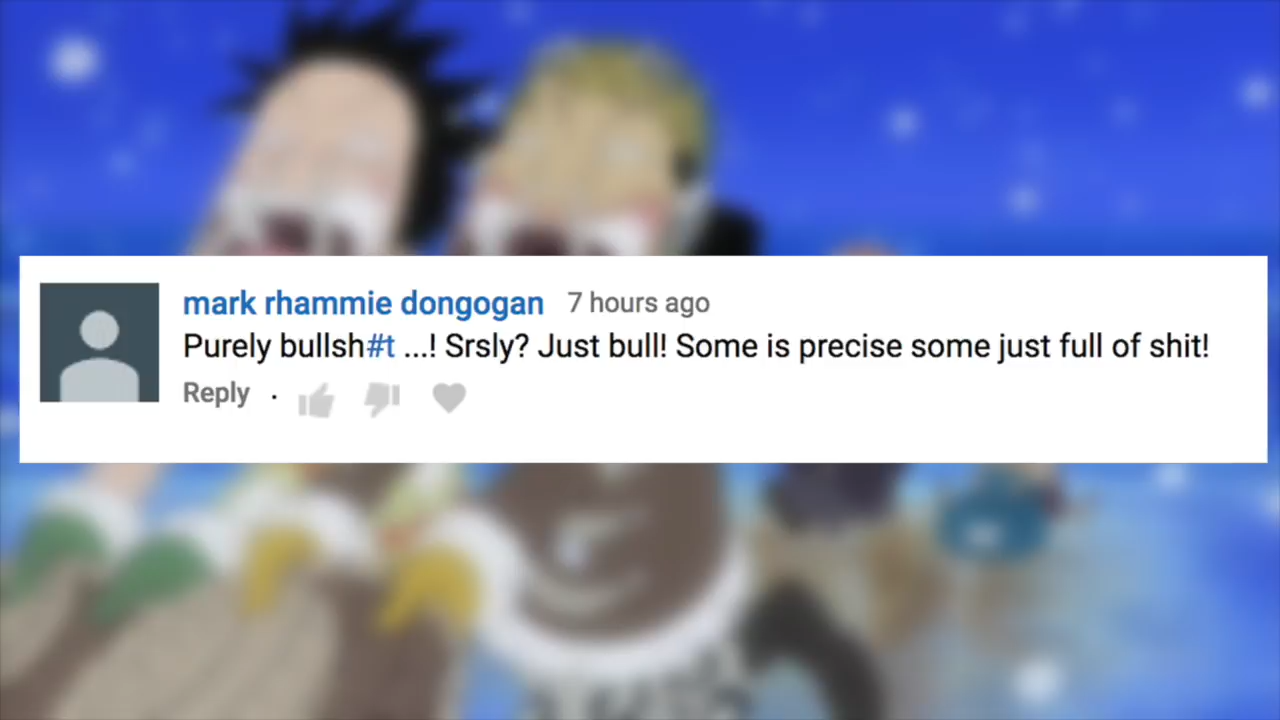 mark rhammie dongogan 7 hours ago
Purely bullsh#t ...! Srsly? Just bull! Some is precise some just full of shit!
Reply ·